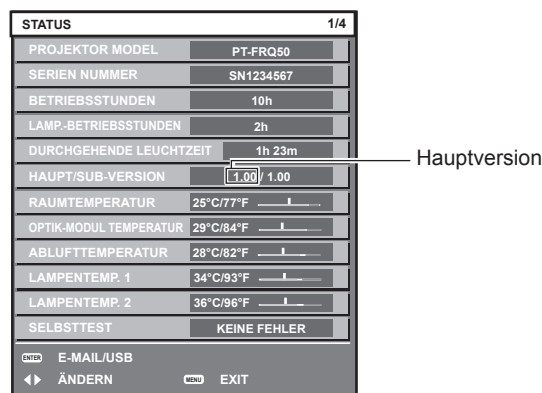 STATUS 1/4
PROJEKTOR MODEL PT-FRQ50
SERIEN NUMMER SN1234567
BETRIEBSSTUNDEN 10h
LAMP.-BETRIEBSSTUNDEN 2h
DURCHGEHENDE LEUCHTZEIT 1h 23m
Hauptversion
HAUPT/SUB-VERSION 1.00 / 1.00
RAUMTEMPERATUR 25°C/77°F
OPTIK-MODUL TEMPERATUR 29°C/84°F
ABLUFTTEMPERATUR 28°C/82°F
LAMPENTEMP. 1 34°C/93°F
LAMPENTEMP. 2 36°C/96°F
SELBSTTEST KEINE FEHLER
ENTER E-MAIL/USB
ÄNDERN MENU EXIT